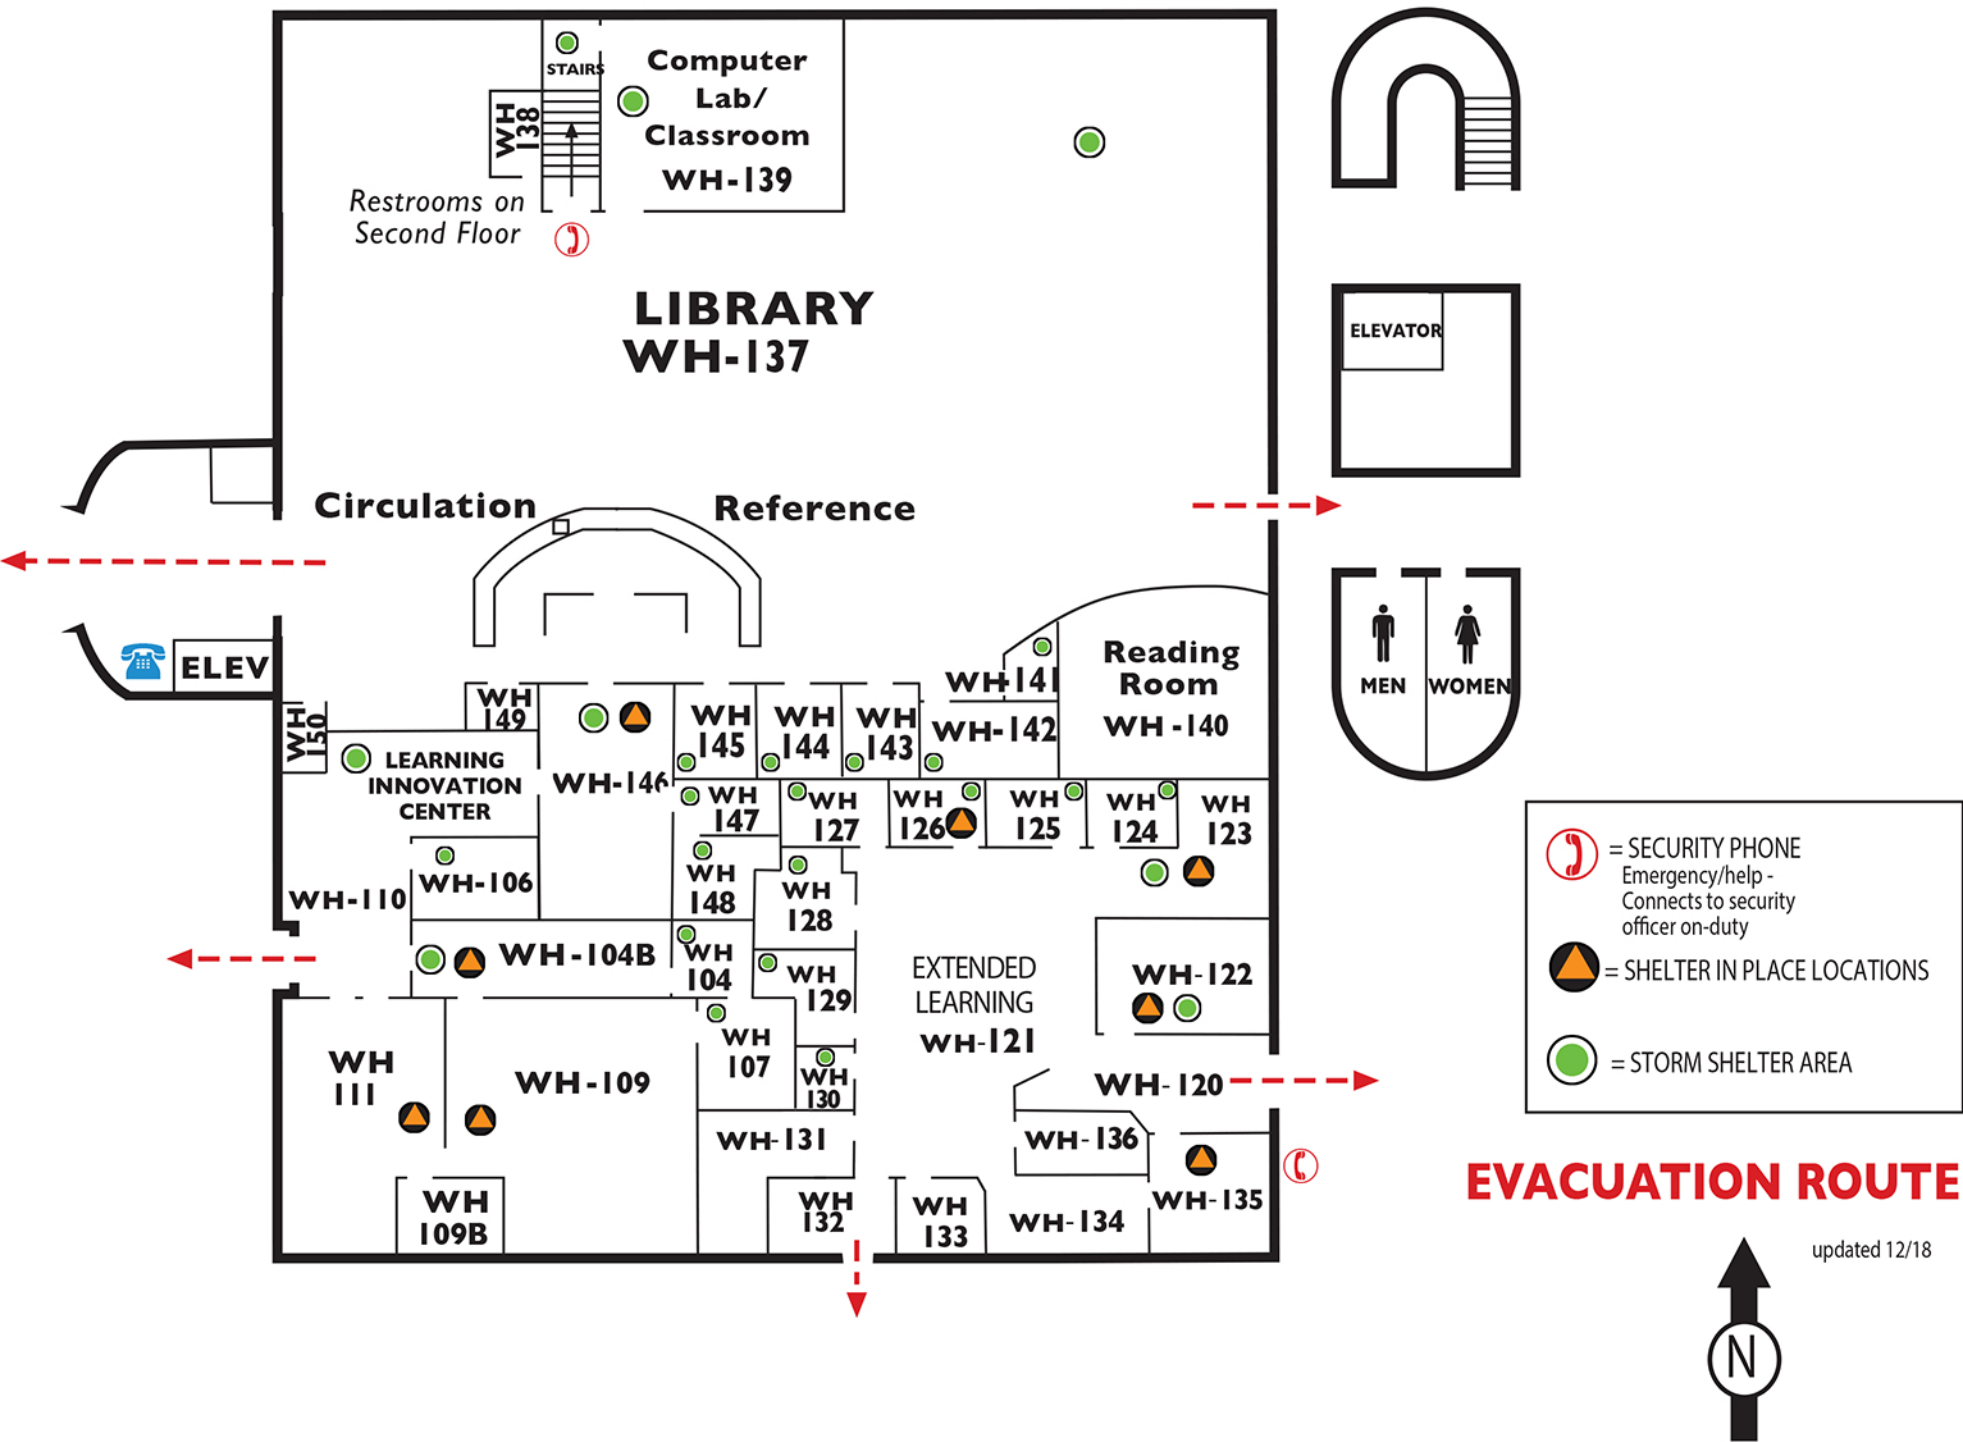 STAIRS
Computer
Lab/
Classroom
WH-139
WH
138
Restrooms on
Second Floor
LIBRARY
WH-137
ELEVATOR
Circulation
Reference
MEN
WOMEN
ELEV
Reading
Room
WH -140
WH-141
WH-142
WH
143
WH
144
WH
145
WH-146
WH
149
WH
150
LEARNING
INNOVATION
CENTER
WH
147
WH
127
WH
126
WH
125
WH
124
WH
123
WH-110
WH-106
WH
148
WH
128
WH-104B
WH
104
WH
129
EXTENDED
LEARNING
WH-121
WH-122
WH
111
WH-109
WH
107
WH
130
WH-120
WH-131
WH-136
WH
109B
WH
132
WH
133
WH-134
WH-135
= SECURITY PHONE
Emergency/help -
Connects to security
officer on-duty
= SHELTER IN PLACE LOCATIONS
= STORM SHELTER AREA
EVACUATION ROUTE
updated 12/18
N